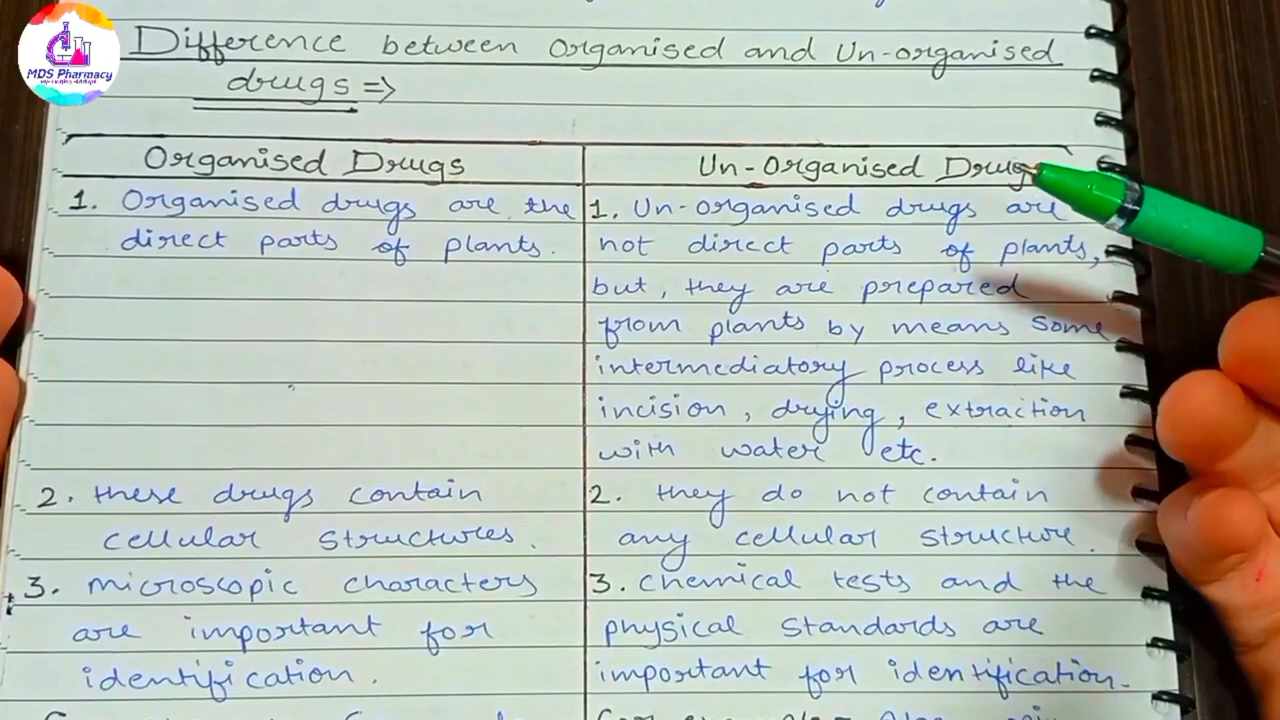 MDS Pharmacy
Difference between Organised and Un-organised
drugs =>
Organised Drugs
Un-Organised Drug
1. Organised drugs are the
direct parts of plants.
1. Un-organised drugs are
not direct parts of plants,
but, they are prepared
from plants by means some
intermediatory process like
incision, drying, extraction
with water etc.
2. these drugs contain
cellular structures.
2. they do not contain
any cellular structure.
3. microscopic characters
are important for
identification.
3. chemical tests and the
physical standards are
important for identification.